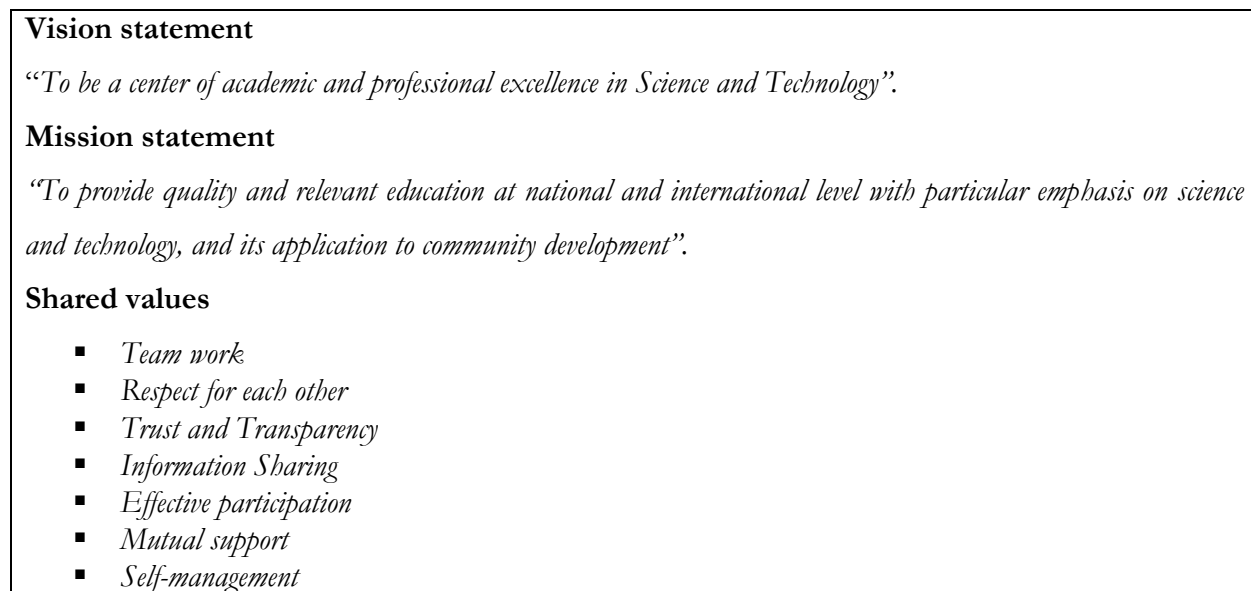 Vision statement
“To be a center of academic and professional excellence in Science and Technology”.
Mission statement
“To provide quality and relevant education at national and international level with particular emphasis on science
and technology, and its application to community development”.
Shared values
▪ Team work
▪ Respect for each other
▪ Trust and Transparency
▪ Information Sharing
▪ Effective participation
▪ Mutual support
▪ Self-management